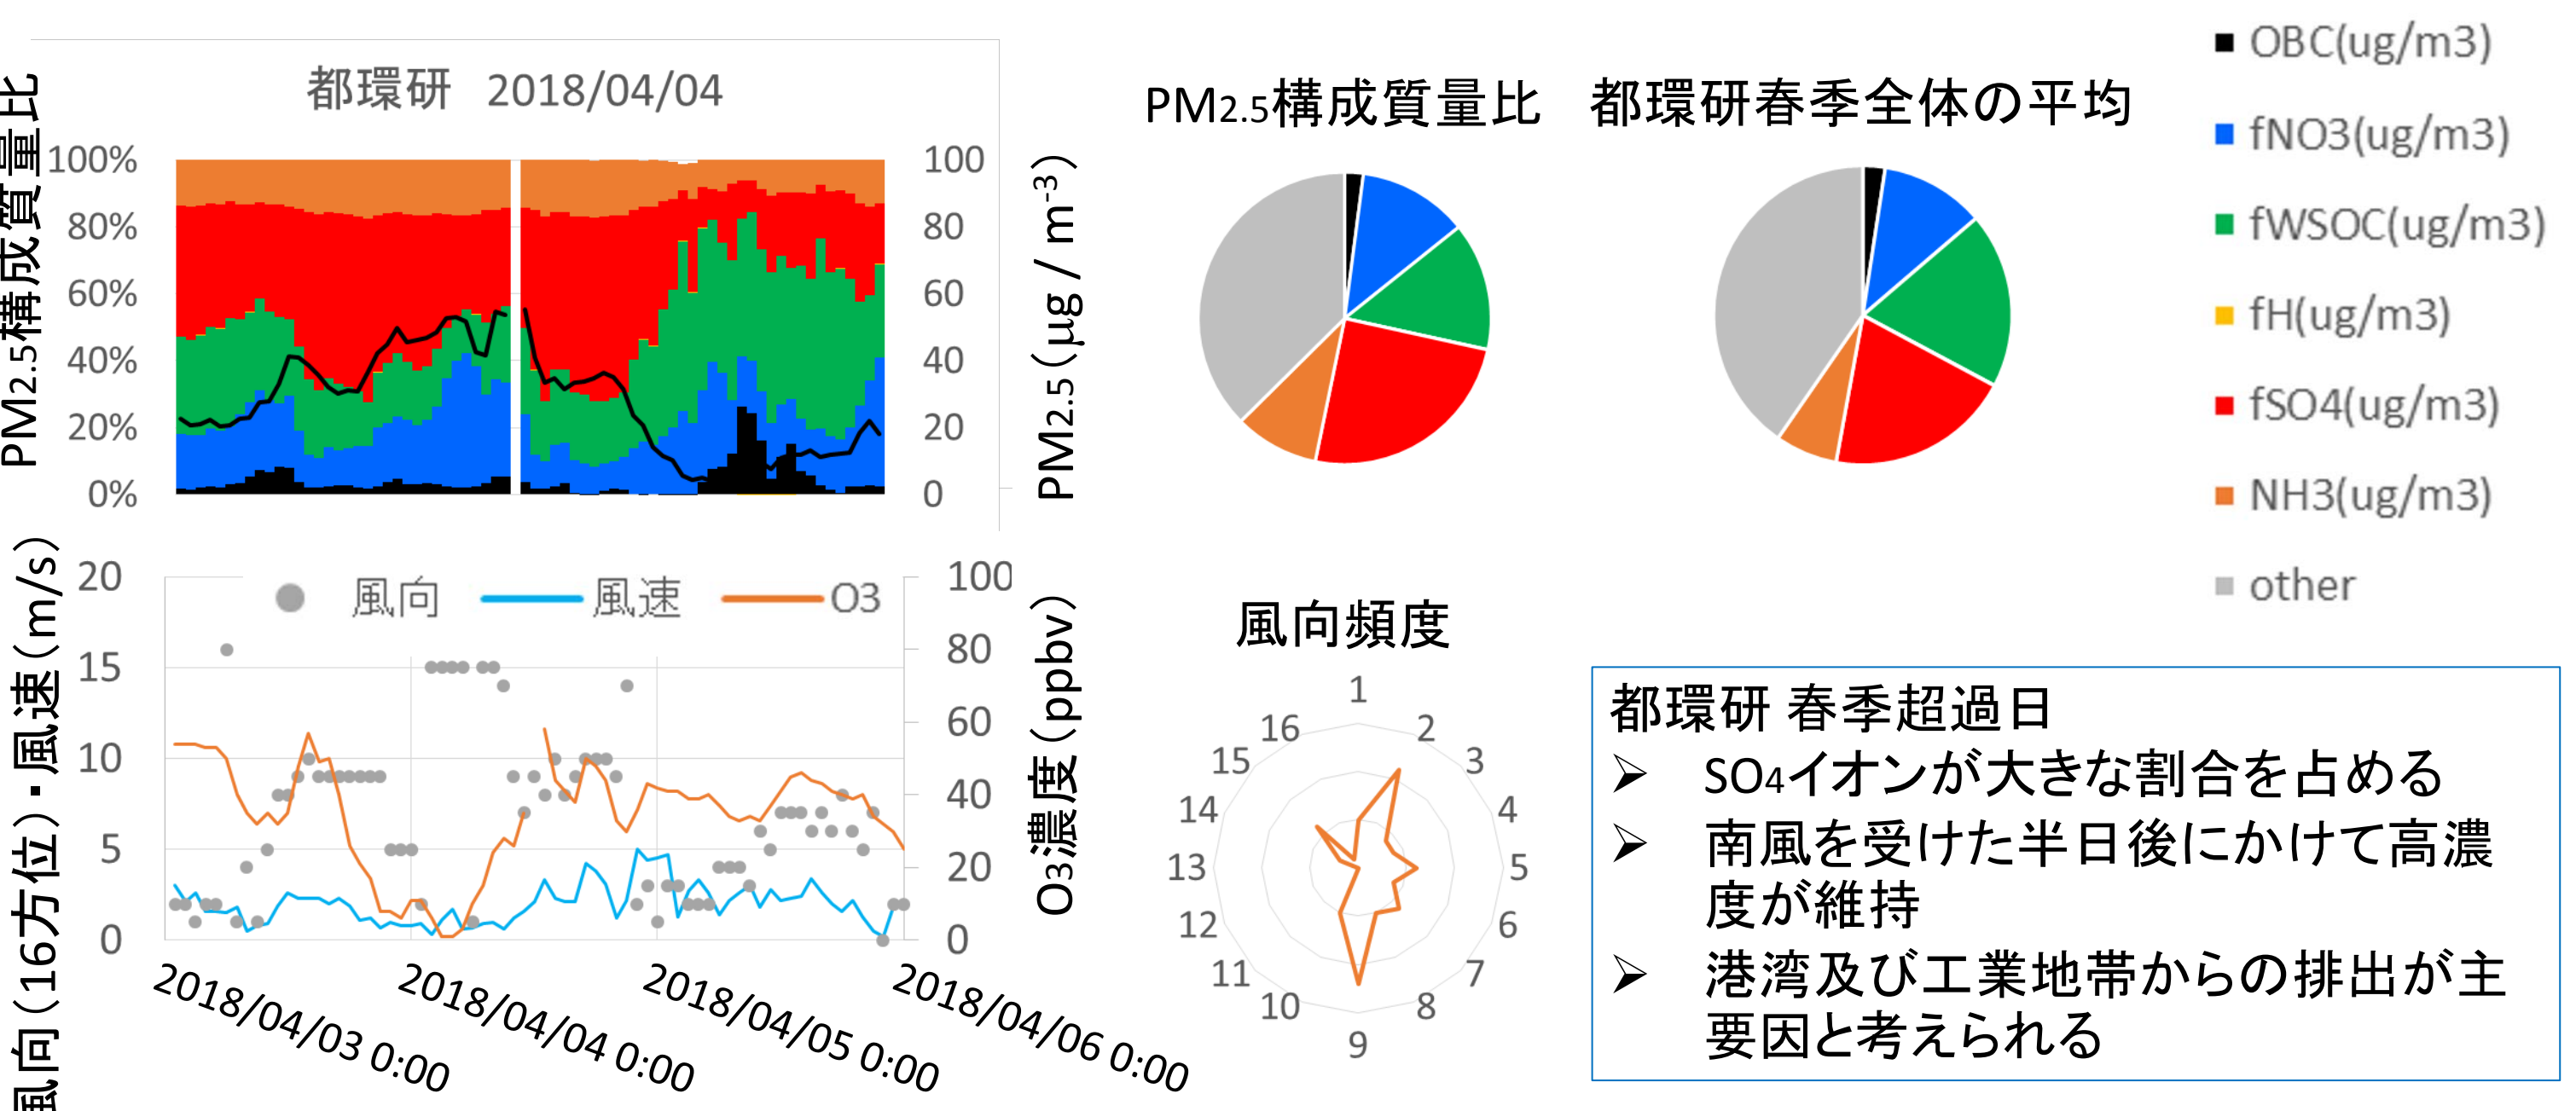 都環研 2018/04/04
PM2.5構成質量比
100%
80%
60%
40%
20%
0%
100
80
60
40
20
0
PM2.5（μg / m-3）
PM2.5構成質量比
都環研春季全体の平均
OBC(ug/m3)
fNO3(ug/m3)
fWSOC(ug/m3)
fH(ug/m3)
fSO4(ug/m3)
NH3(ug/m3)
other
風向（16方位）・風速（m/s）
20
15
10
5
0
風向 風速 O3
100
80
60
40
20
0
O3濃度（ppbv）
2018/04/03 0:00
2018/04/04 0:00
2018/04/05 0:00
2018/04/06 0:00
風向頻度
1
2
3
4
5
6
7
8
9
10
11
12
13
14
15
16
都環研 春季超過日
➢ SO4イオンが大きな割合を占める
➢ 南風を受けた半日後にかけて高濃
度が維持
➢ 港湾及び工業地帯からの排出が主
要因と考えられる